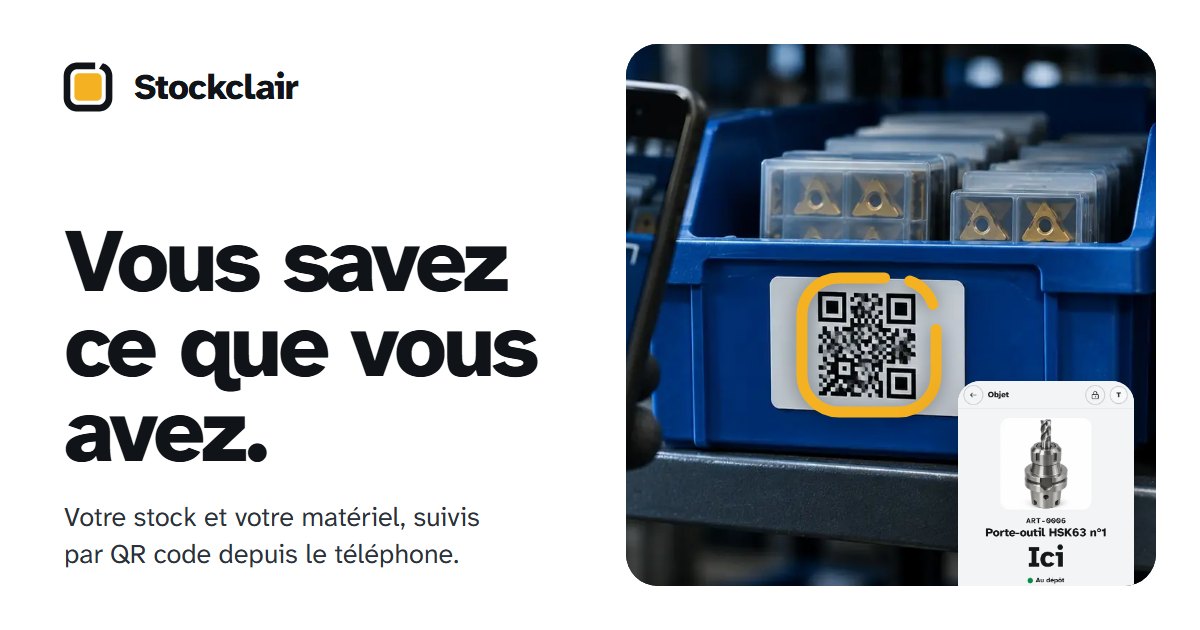 Stockclair
Vous savez
ce que vous
avez.
Votre stock et votre matériel, suivis
par QR code depuis le téléphone.
Objet
T
ART-0006
Porte-outil HSK63 n°1
Ici
Au dépôt